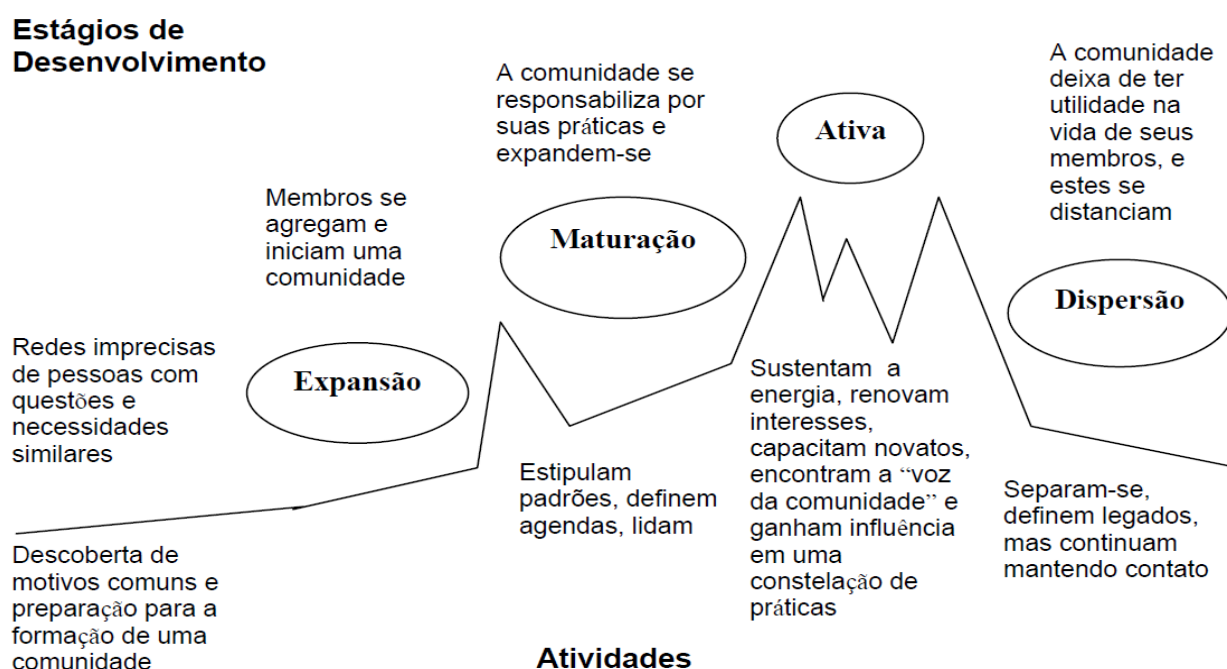 Estágios de
Desenvolvimento
Redes imprecisas
de pessoas com
questões e
necessidades
similares
Descoberta de
motivos comuns e
preparação para a
formação de uma
comunidade
Membros se
agregam e
iniciam uma
comunidade
Expansão
A comunidade se
responsabiliza por
suas práticas e
expandem-se
Maturação
Estipulam
padrões, definem
agendas, lidam
Ativa
Sustentam a
energia, renovam
interesses,
capacitam novatos,
encontram a “voz
da comunidade” e
ganham influência
em uma
constelação de
práticas
A comunidade
deixa de ter
utilidade na
vida de seus
membros, e
estes se
distanciam
Dispersão
Separam-se,
definem legados,
mas continuam
mantendo contato
Atividades